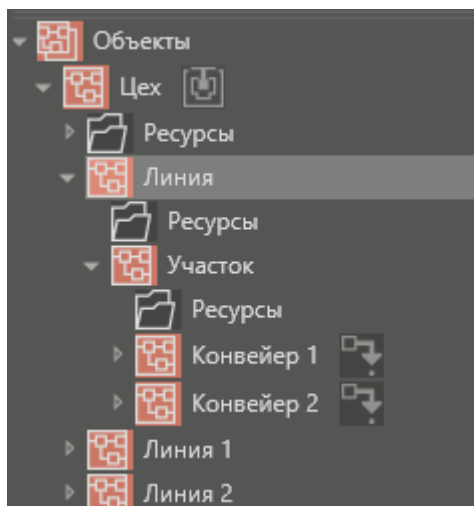 Объекты
Цех
Ресурсы
Линия
Ресурсы
Участок
Ресурсы
Конвейер 1
Конвейер 2
Линия 1
Линия 2